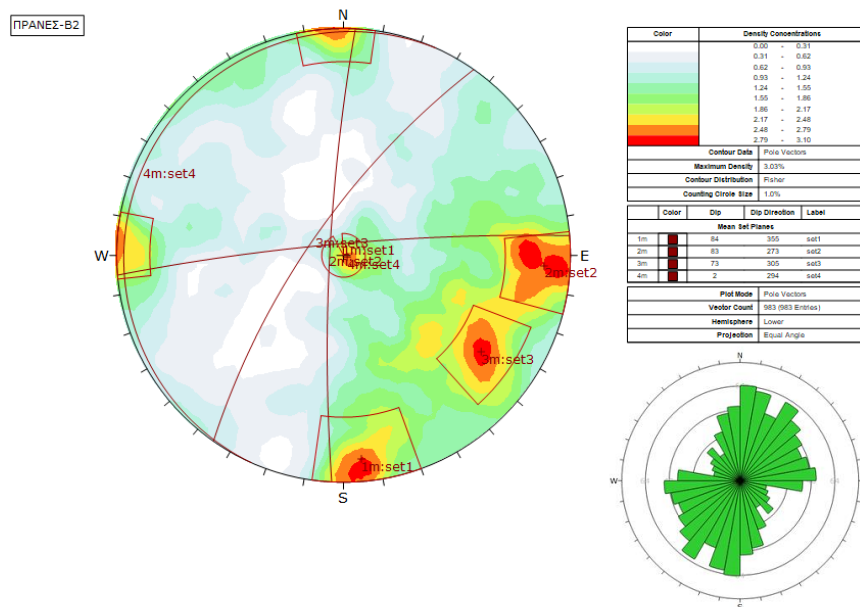 ΠΡΑΝΕΣ-B2
N
4m:set4
3m:set3
1m:set1
2m:set2
4m:set4
W
E
2m:set2
3m:set3
1m:set1
S
Color Density Concentrations
0.00 - 0.31
0.31 - 0.62
0.62 - 0.93
0.93 - 1.24
1.24 - 1.55
1.55 - 1.86
1.86 - 2.17
2.17 - 2.48
2.48 - 2.79
2.79 - 3.10
Contour Data Pole Vectors
Maximum Density 3.03%
Contour Distribution Fisher
Counting Circle Size 1.0%
Color Dip Dip Direction Label
Mean Set Planes
1m 84 355 set1
2m 83 273 set2
3m 73 305 set3
4m 2 294 set4
Plot Mode Pole Vectors
Vector Count 983 (983 Entries)
Hemisphere Lower
Projection Equal Angle
N
W
E
S